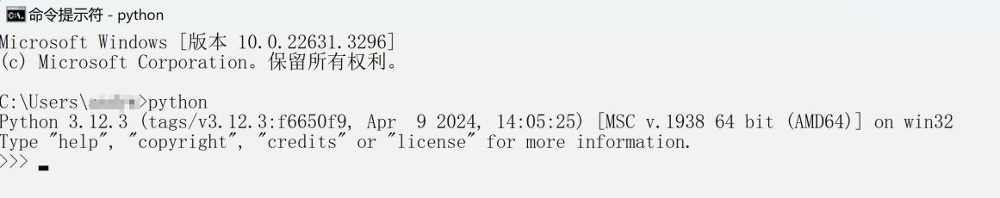 命令提示符 - python
Microsoft Windows [版本 10.0.22631.3296]
(c) Microsoft Corporation。保留所有权利。
C:\Users\>python
Python 3.12.3 (tags/v3.12.3:f6650f9, Apr  9 2024, 14:05:25) [MSC v.1938 64 bit (AMD64)] on win32
Type "help", "copyright", "credits" or "license" for more information.
>>>